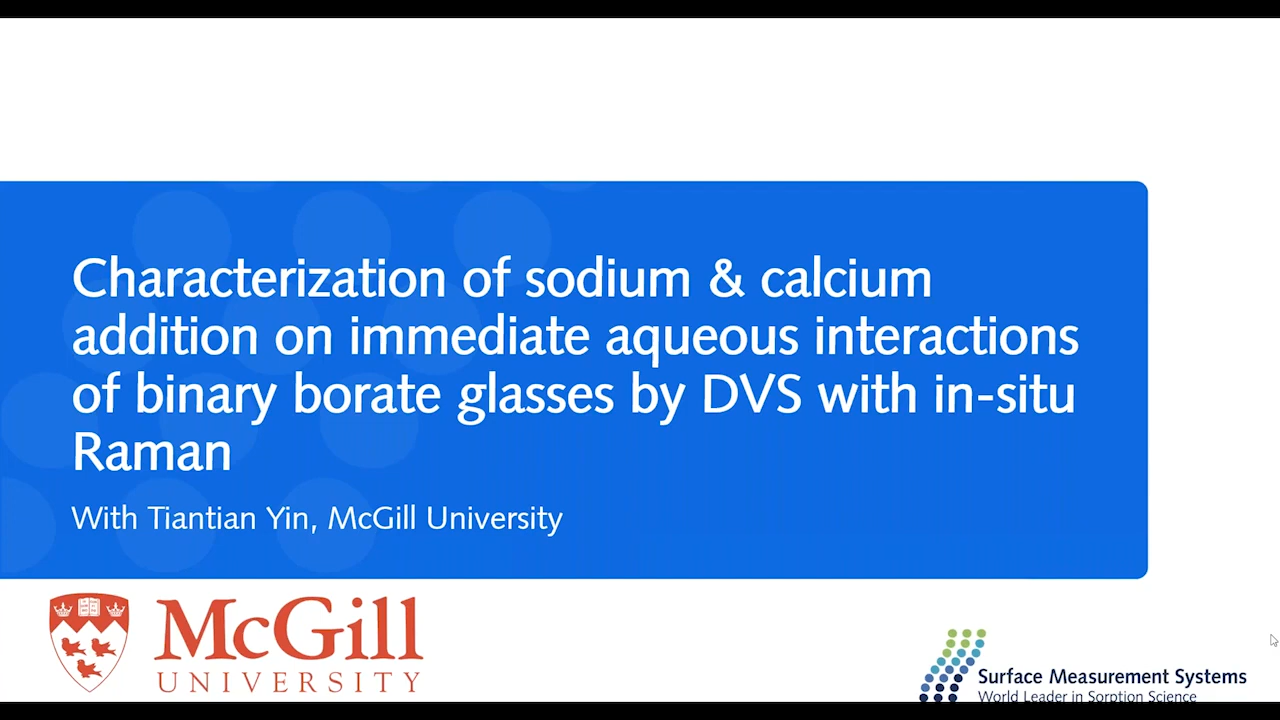 Characterization of sodium & calcium
addition on immediate aqueous interactions
of binary borate glasses by DVS with in-situ
Raman
With Tiantian Yin, McGill University
McGill
UNIVERSITY
Surface Measurement Systems
World Leader in Sorption Science